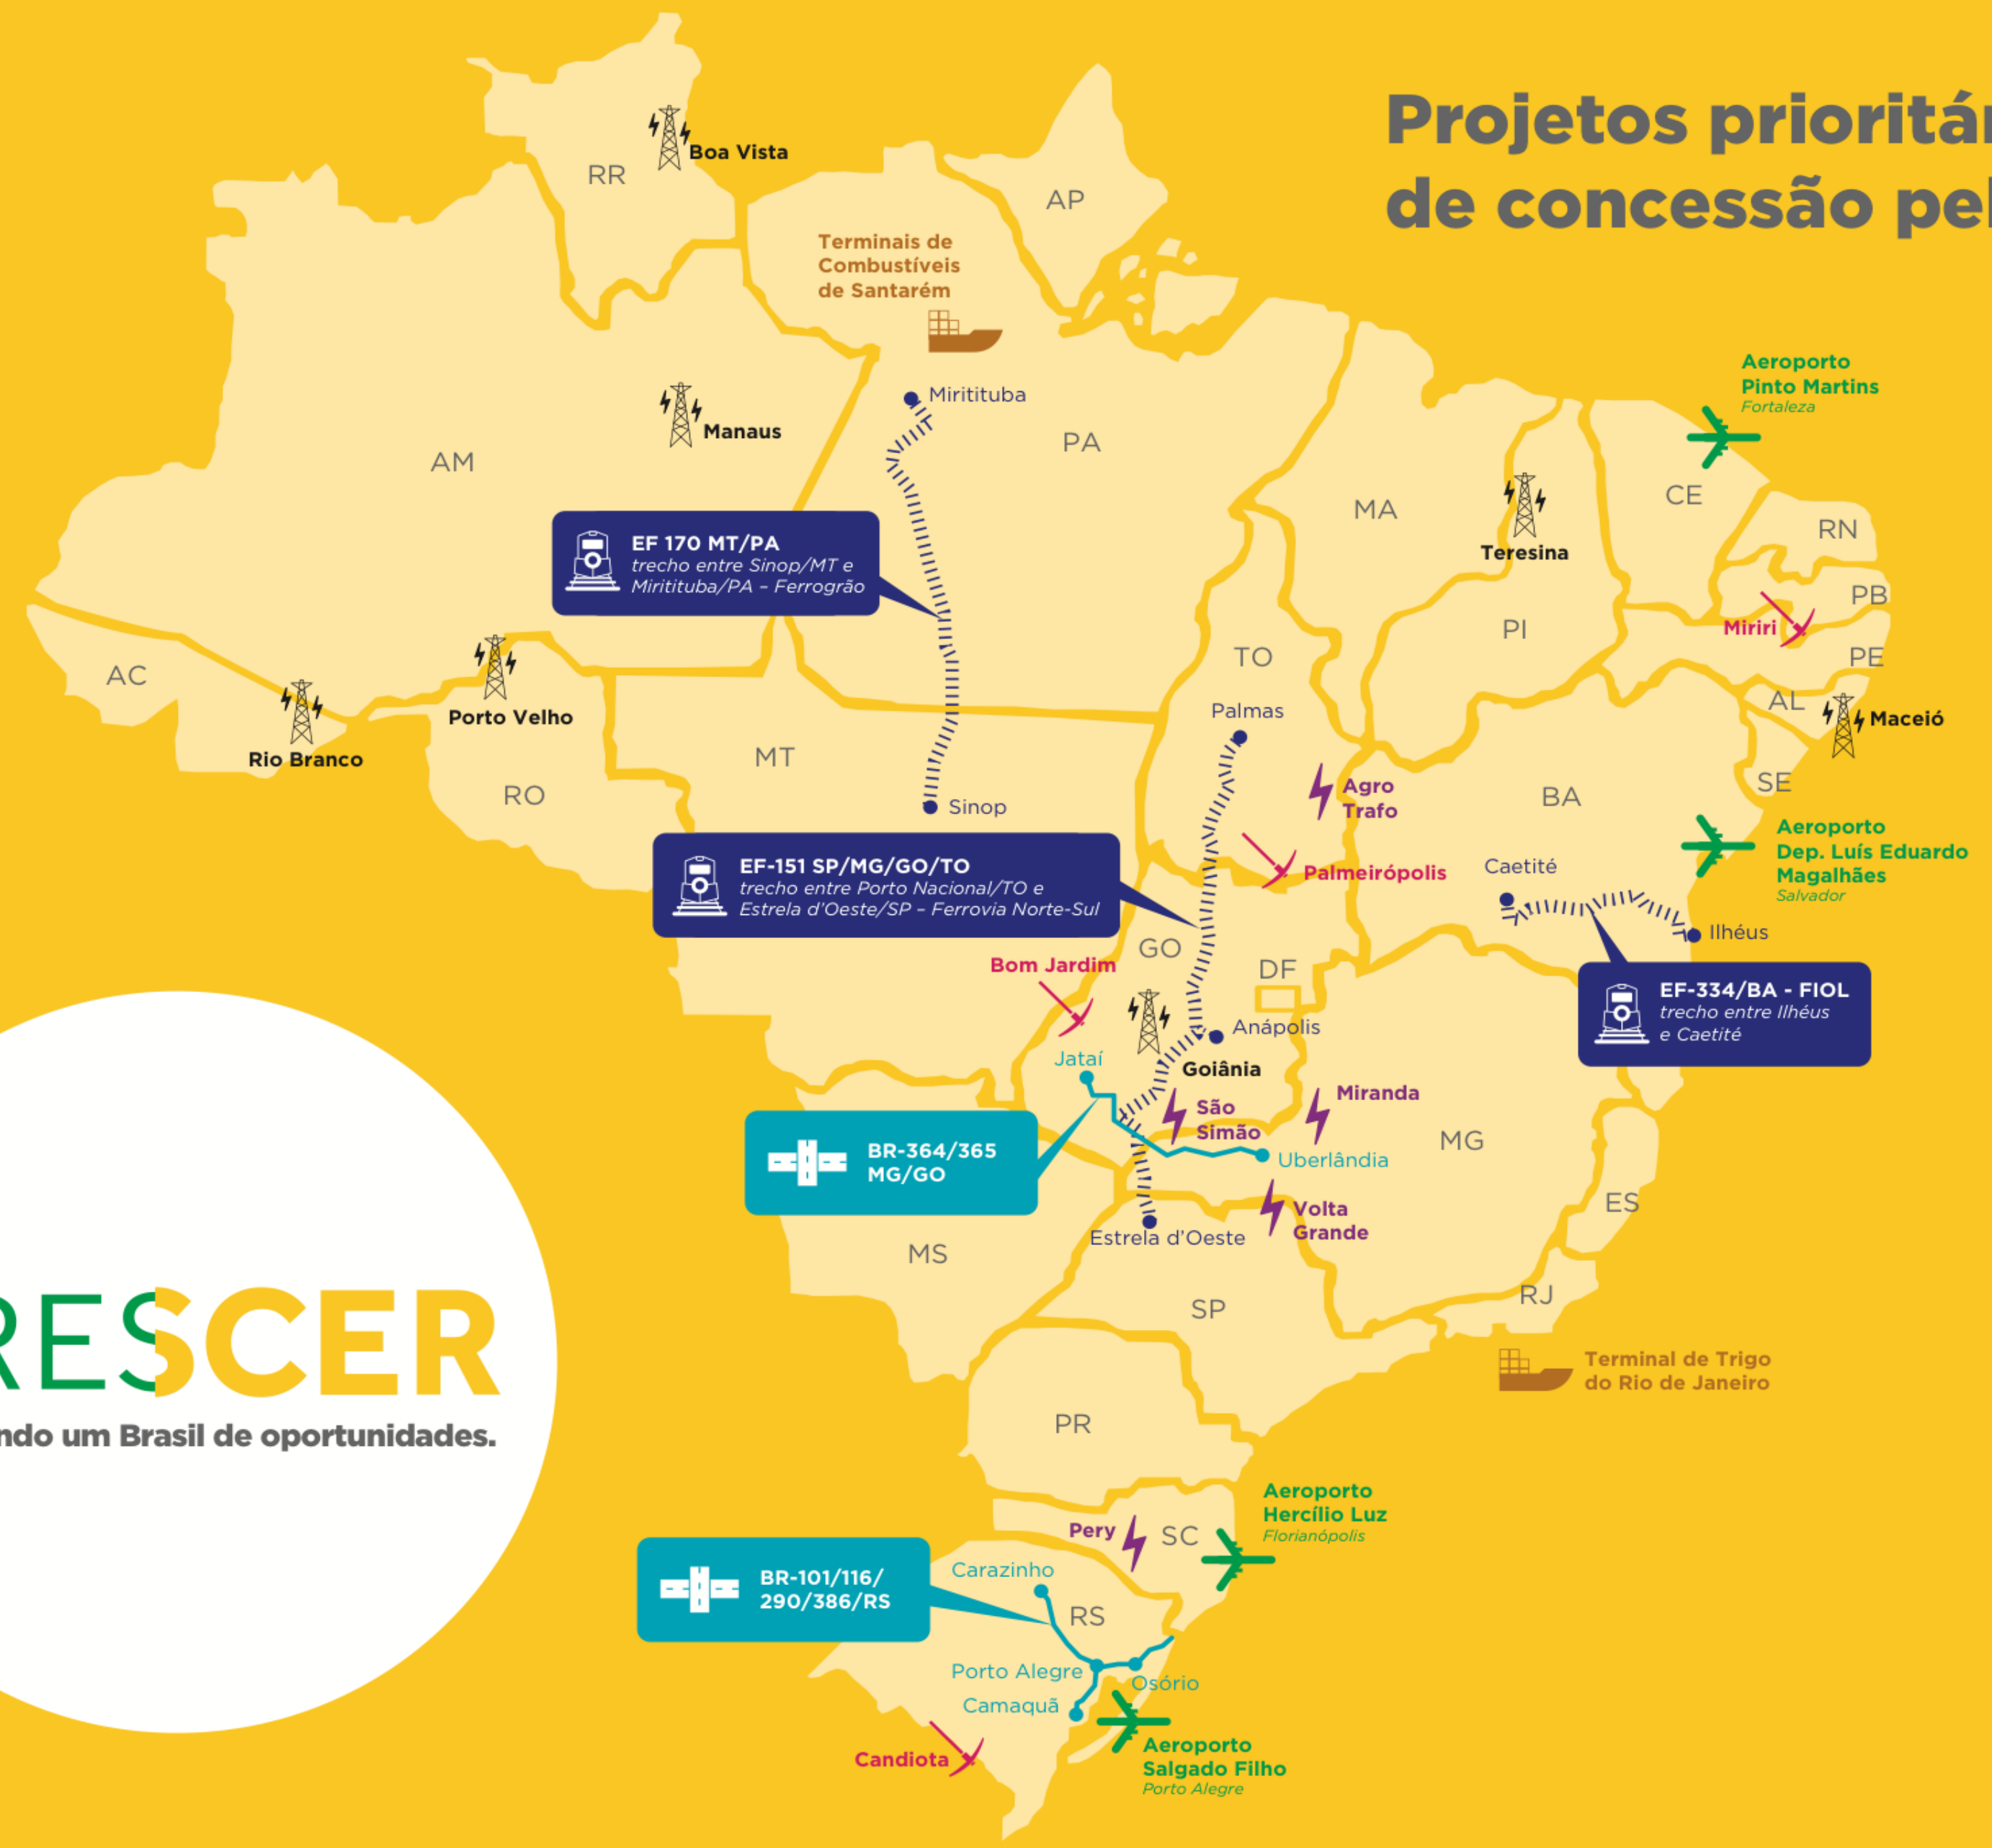 Projetos prioritár
de concessão pel
RR
Boa Vista
AP
Terminais de
Combustíveis
de Santarém
Aeroporto
Pinto Martins
Fortaleza
Miritituba
Manaus
AM
PA
MA
CE
RN
Teresina
EF 170 MT/PA
trecho entre Sinop/MT e
Miritituba/PA – Ferrogrão
PB
Miriri
PI
PE
TO
AC
AL
Maceió
Porto Velho
Rio Branco
Palmas
MT
RO
Sinop
Agro
Trafo
BA
SE
Aeroporto
Dep. Luís Eduardo
Magalhães
Salvador
EF-151 SP/MG/GO/TO
trecho entre Porto Nacional/TO e
Estrela d'Oeste/SP – Ferrovia Norte-Sul
Palmeirópolis
Caetité
Ilhéus
GO
Bom Jardim
DF
EF-334/BA - FIOL
trecho entre Ilhéus
e Caetité
Anápolis
Jataí
Goiânia
São
Simão
Miranda
MG
BR-364/365
MG/GO
Uberlândia
ES
Volta
Grande
Estrela d'Oeste
MS
RJ
SP
RESCER
ndo um Brasil de oportunidades.
Terminal de Trigo
do Rio de Janeiro
PR
Aeroporto
Hercílio Luz
Florianópolis
Pery
SC
BR-101/116/
290/386/RS
Carazinho
RS
Porto Alegre
Osório
Camaquã
Candiota
Aeroporto
Salgado Filho
Porto Alegre